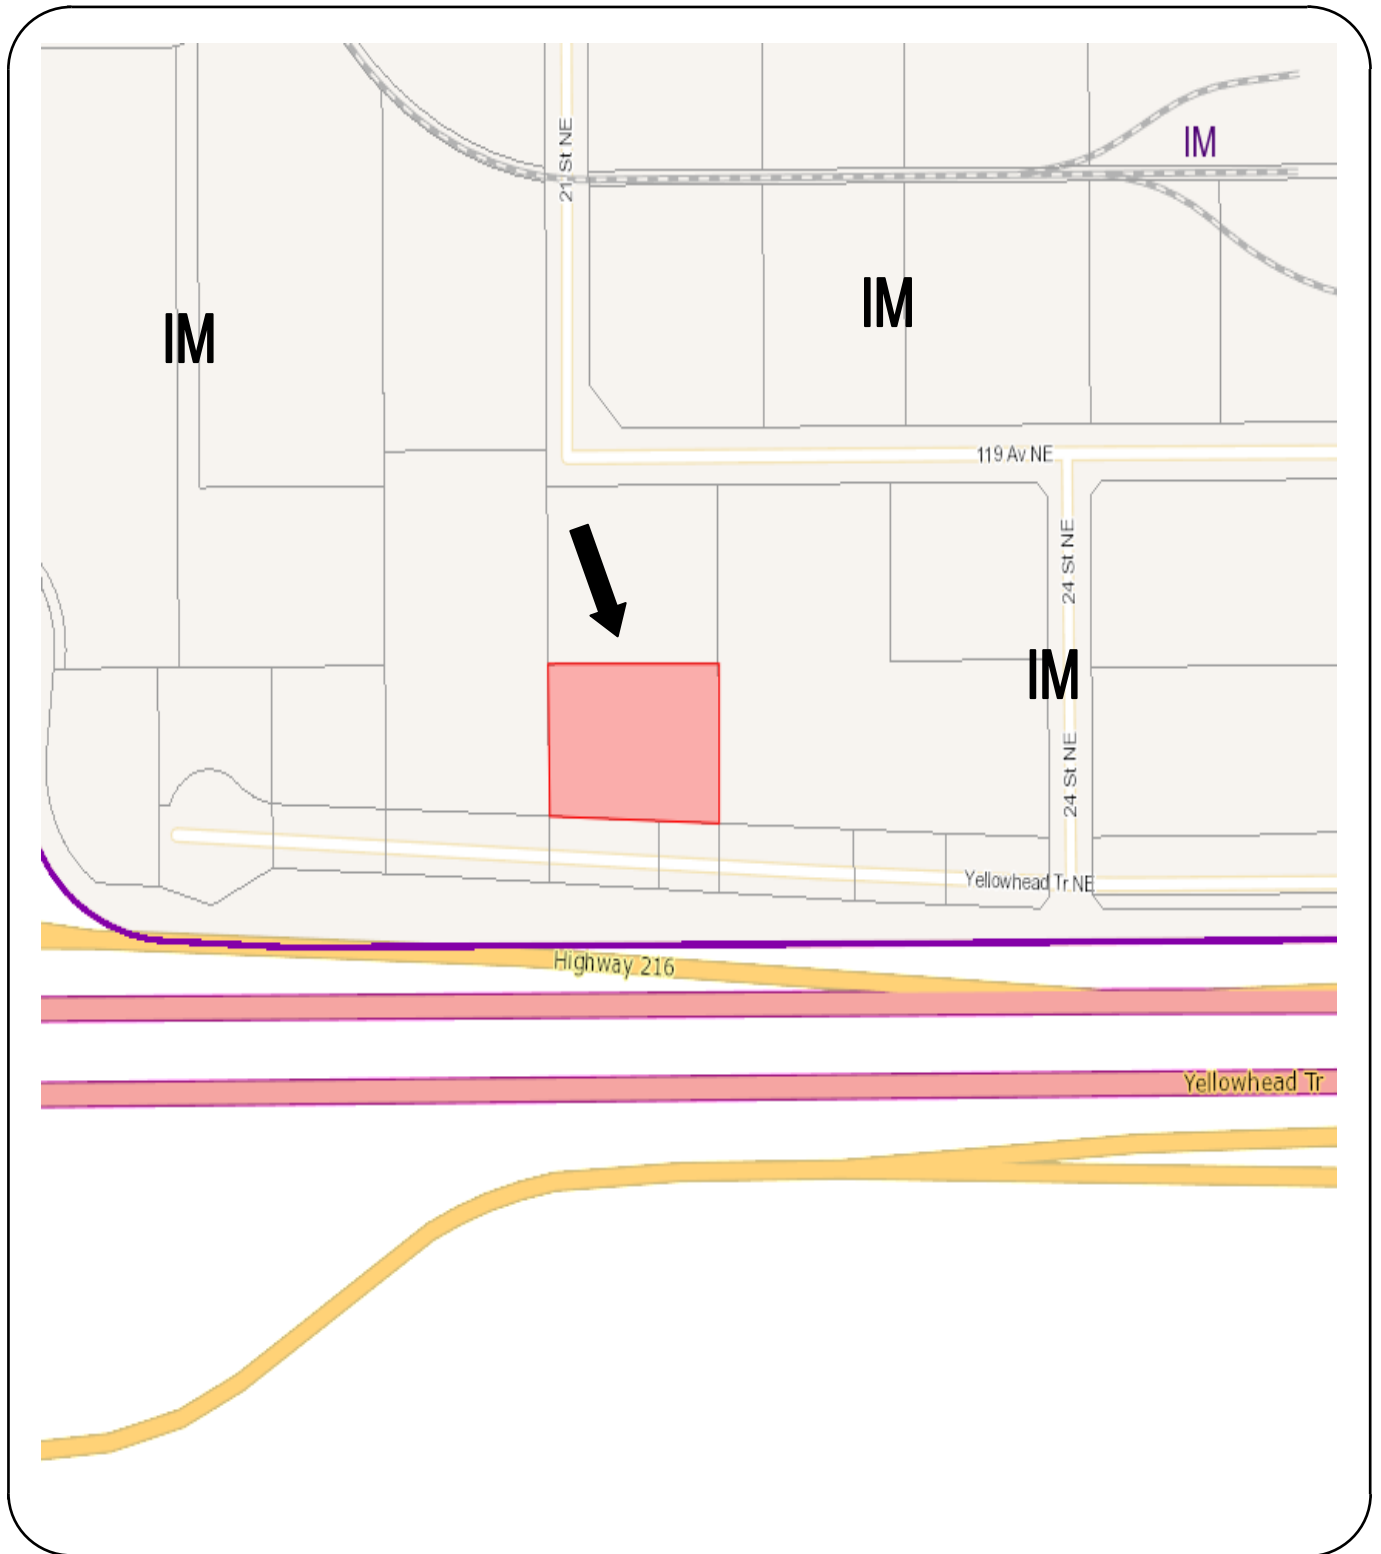 21 St NE
IM
IM
IM
119 Av NE
24 St NE
IM
24 St NE
Yellowhead Tr NE
Highway 216
Yellowhead Tr